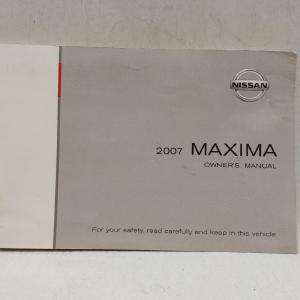 NISSAN
2007 MAXIMA
OWNER'S MANUAL
For your safety, read carefully and keep in this vehicle.